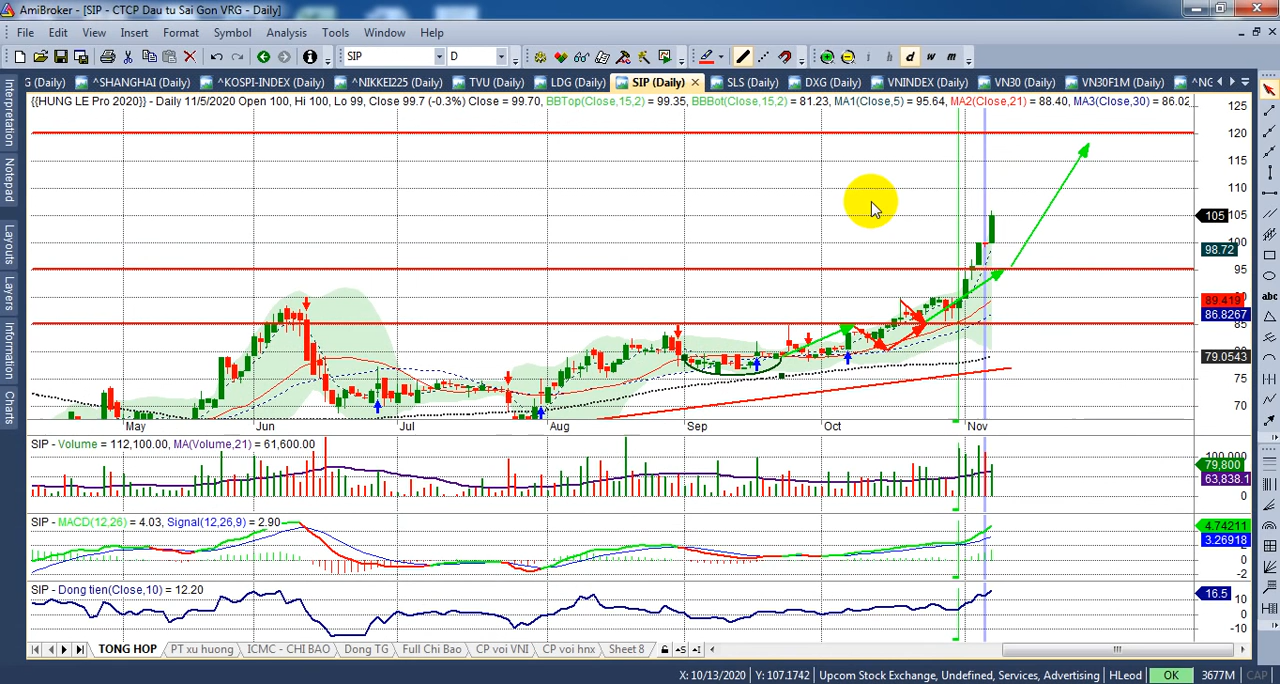 AmiBroker - [SIP - CTCP Dau tu Sai Gon VRG - Daily]
File Edit View Insert Format Symbol Analysis Tools Window Help
SIP D i h d w m
G (Daily) ^SHANGHAI (Daily) ^KOSPI-INDEX (Daily) ^NIKKEI225 (Daily) TVU (Daily) LDG (Daily) SIP (Daily) SLS (Daily) DXG (Daily) VNINDEX (Daily) VN30 (Daily) VN30F1M (Daily) ^NG
{{HUNG LE Pro 2020}} - Daily 11/5/2020 Open 100, Hi 100, Lo 99, Close 99.7 (-0.3%) Close = 99.70, BBTop(Close,15,2) = 99.35, BBBot(Close,15,2) = 81.23, MA1(Close,5) = 95.64, MA2(Close,21) = 88.40, MA3(Close,30) = 86.02
125
120
115
110
105 105
100
98.72
95
90
89.419
86.8267
85
80
79.0543
75
70
May Jun Jul Aug Sep Oct Nov
SIP - Volume = 112,100.00, MA(Volume,21) = 61,600.00
100,000
79,800
63,838.1
0
SIP - MACD(12,26) = 4.03, Signal(12,26,9) = 2.90
4.74211
3.26918
2
0
-2
SIP - Dong tien(Close,10) = 12.20
16.5
10
0
-10
TONG HOP PT xu huong ICMC - CHI BAO Dong TG Full Chi Bao CP voi VNI CP voi hnx Sheet 8
X: 10/13/2020 Y: 107.1742 Upcom Stock Exchange, Undefined, Services, Advertising HLeod OK 3677M CAP
Interpretation
Notepad
Layouts
Layers
Information
Charts
abc